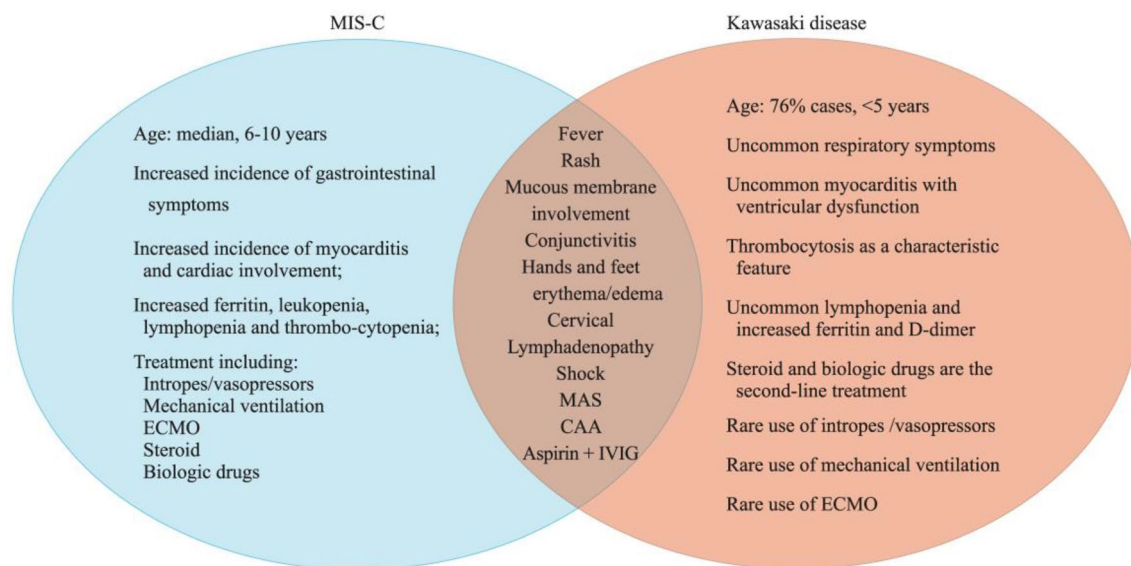 MIS-C
Kawasaki disease
Age: median, 6-10 years
Increased incidence of gastrointestinal
symptoms
Increased incidence of myocarditis
and cardiac involvement;
Increased ferritin, leukopenia,
lymphopenia and thrombo-cytopenia;
Treatment including:
Intropes/vasopressors
Mechanical ventilation
ECMO
Steroid
Biologic drugs
Fever
Rash
Mucous membrane
involvement
Conjunctivitis
Hands and feet
erythema/edema
Cervical
Lymphadenopathy
Shock
MAS
CAA
Aspirin + IVIG
Age: 76% cases, <5 years
Uncommon respiratory symptoms
Uncommon myocarditis with
ventricular dysfunction
Thrombocytosis as a characteristic
feature
Uncommon lymphopenia and
increased ferritin and D-dimer
Steroid and biologic drugs are the
second-line treatment
Rare use of intropes /vasopressors
Rare use of mechanical ventilation
Rare use of ECMO